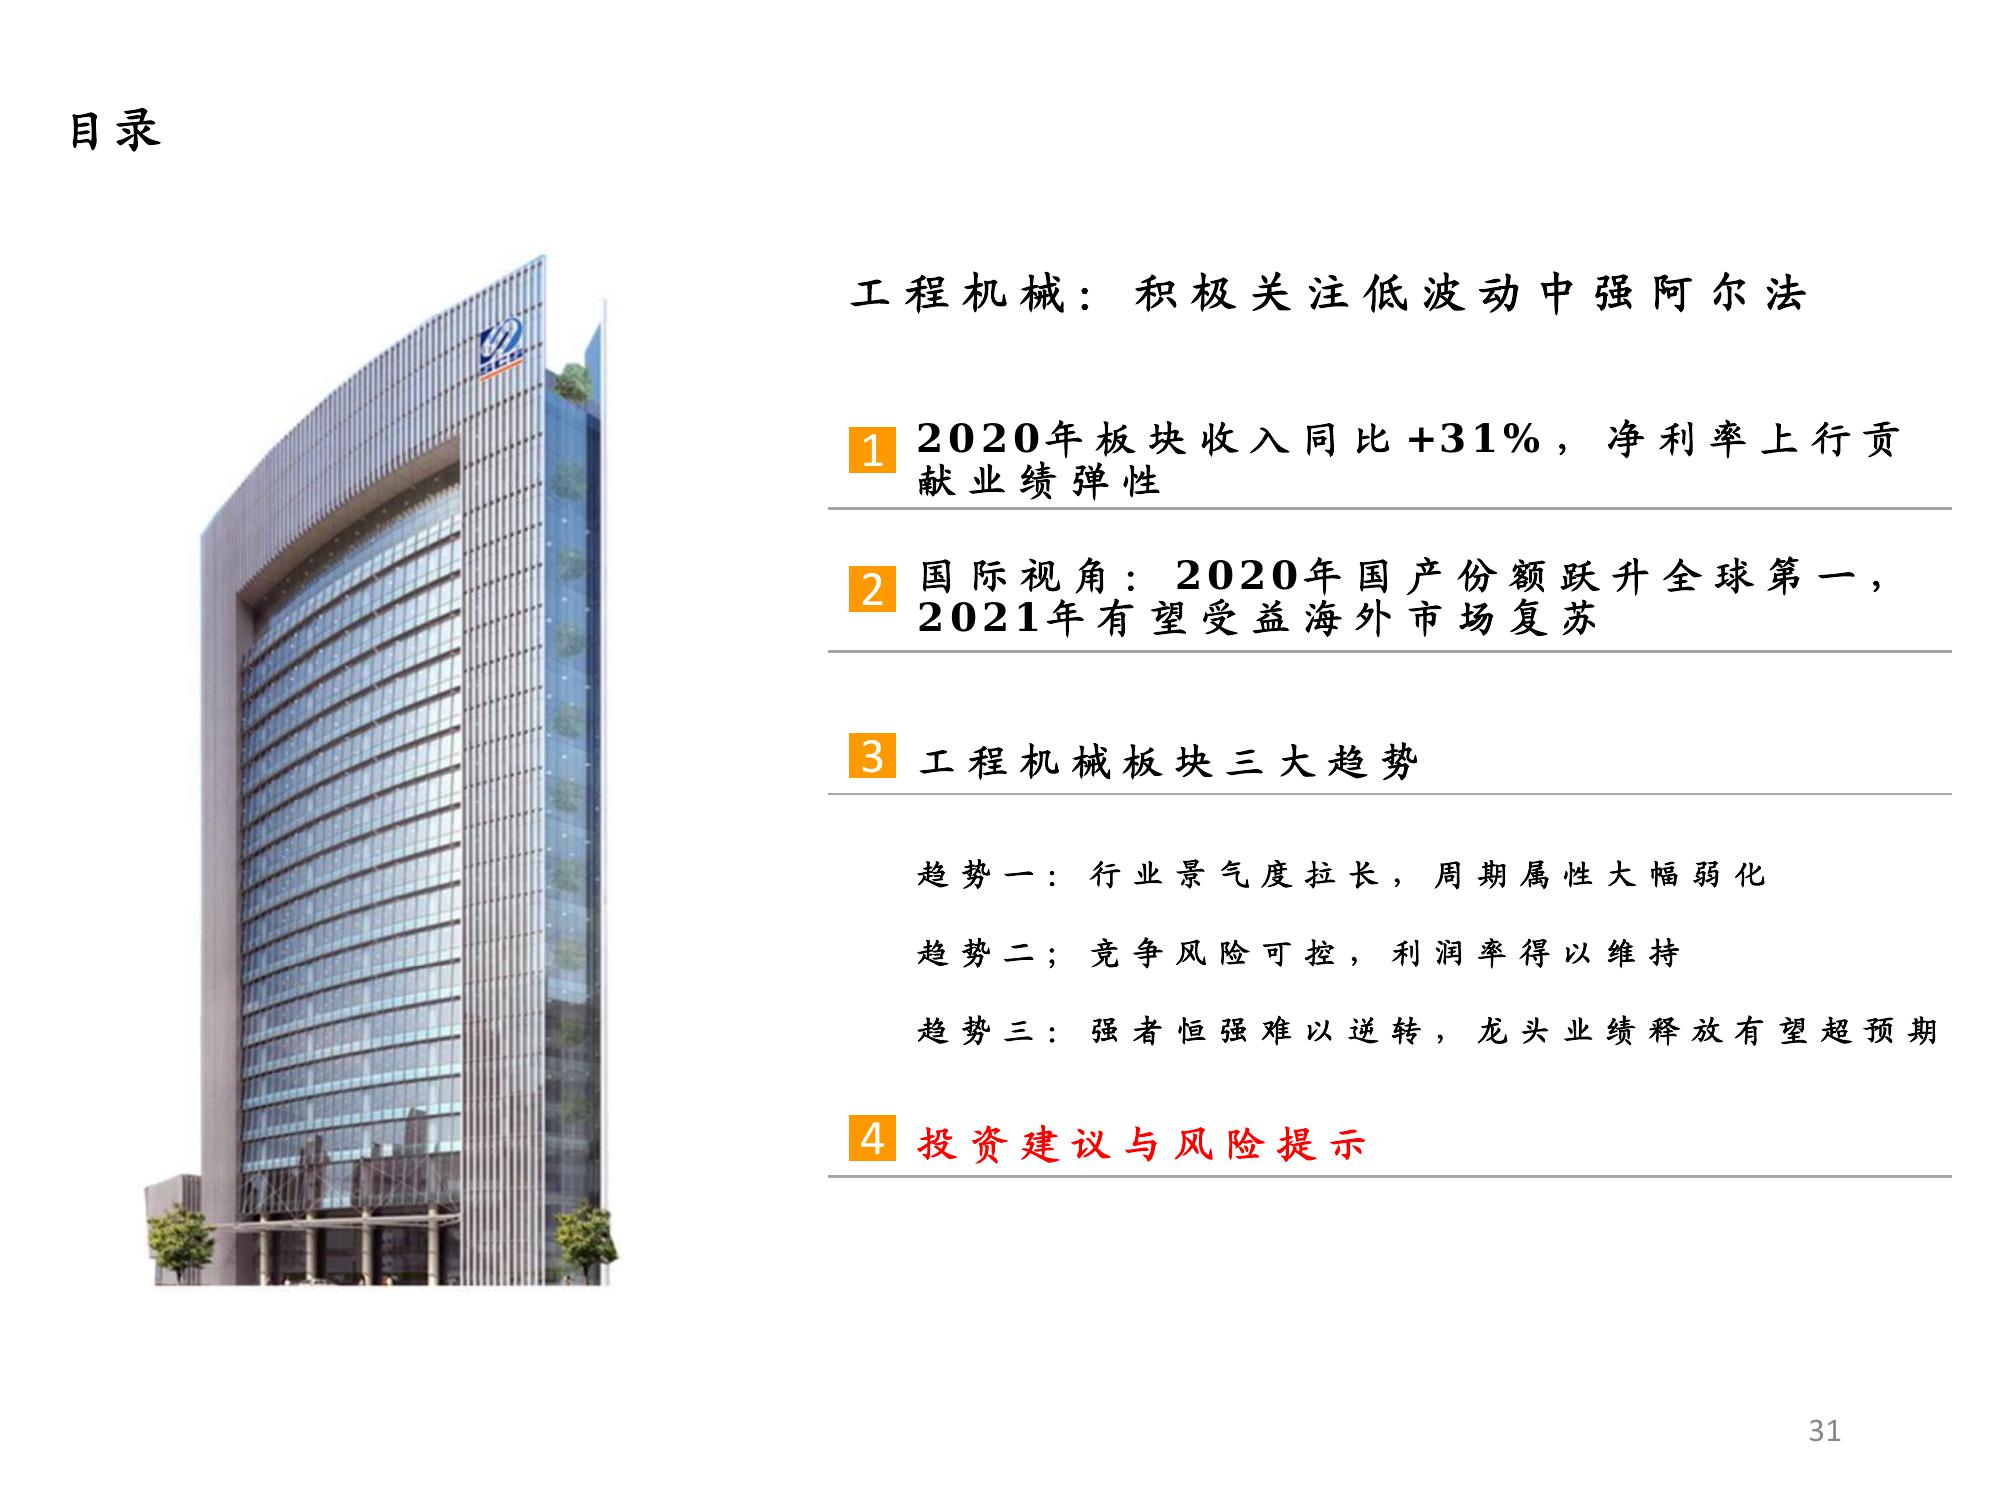 目录
SCS
工程机械：积极关注低波动中强阿尔法
1
2020年板块收入同比+31%，净利率上行贡
献业绩弹性
2
国际视角：2020年国产份额跃升全球第一，
2021年有望受益海外市场复苏
3
工程机械板块三大趋势
趋势一：行业景气度拉长，周期属性大幅弱化
趋势二；竞争风险可控，利润率得以维持
趋势三：强者恒强难以逆转，龙头业绩释放有望超预期
4
投资建议与风险提示
31